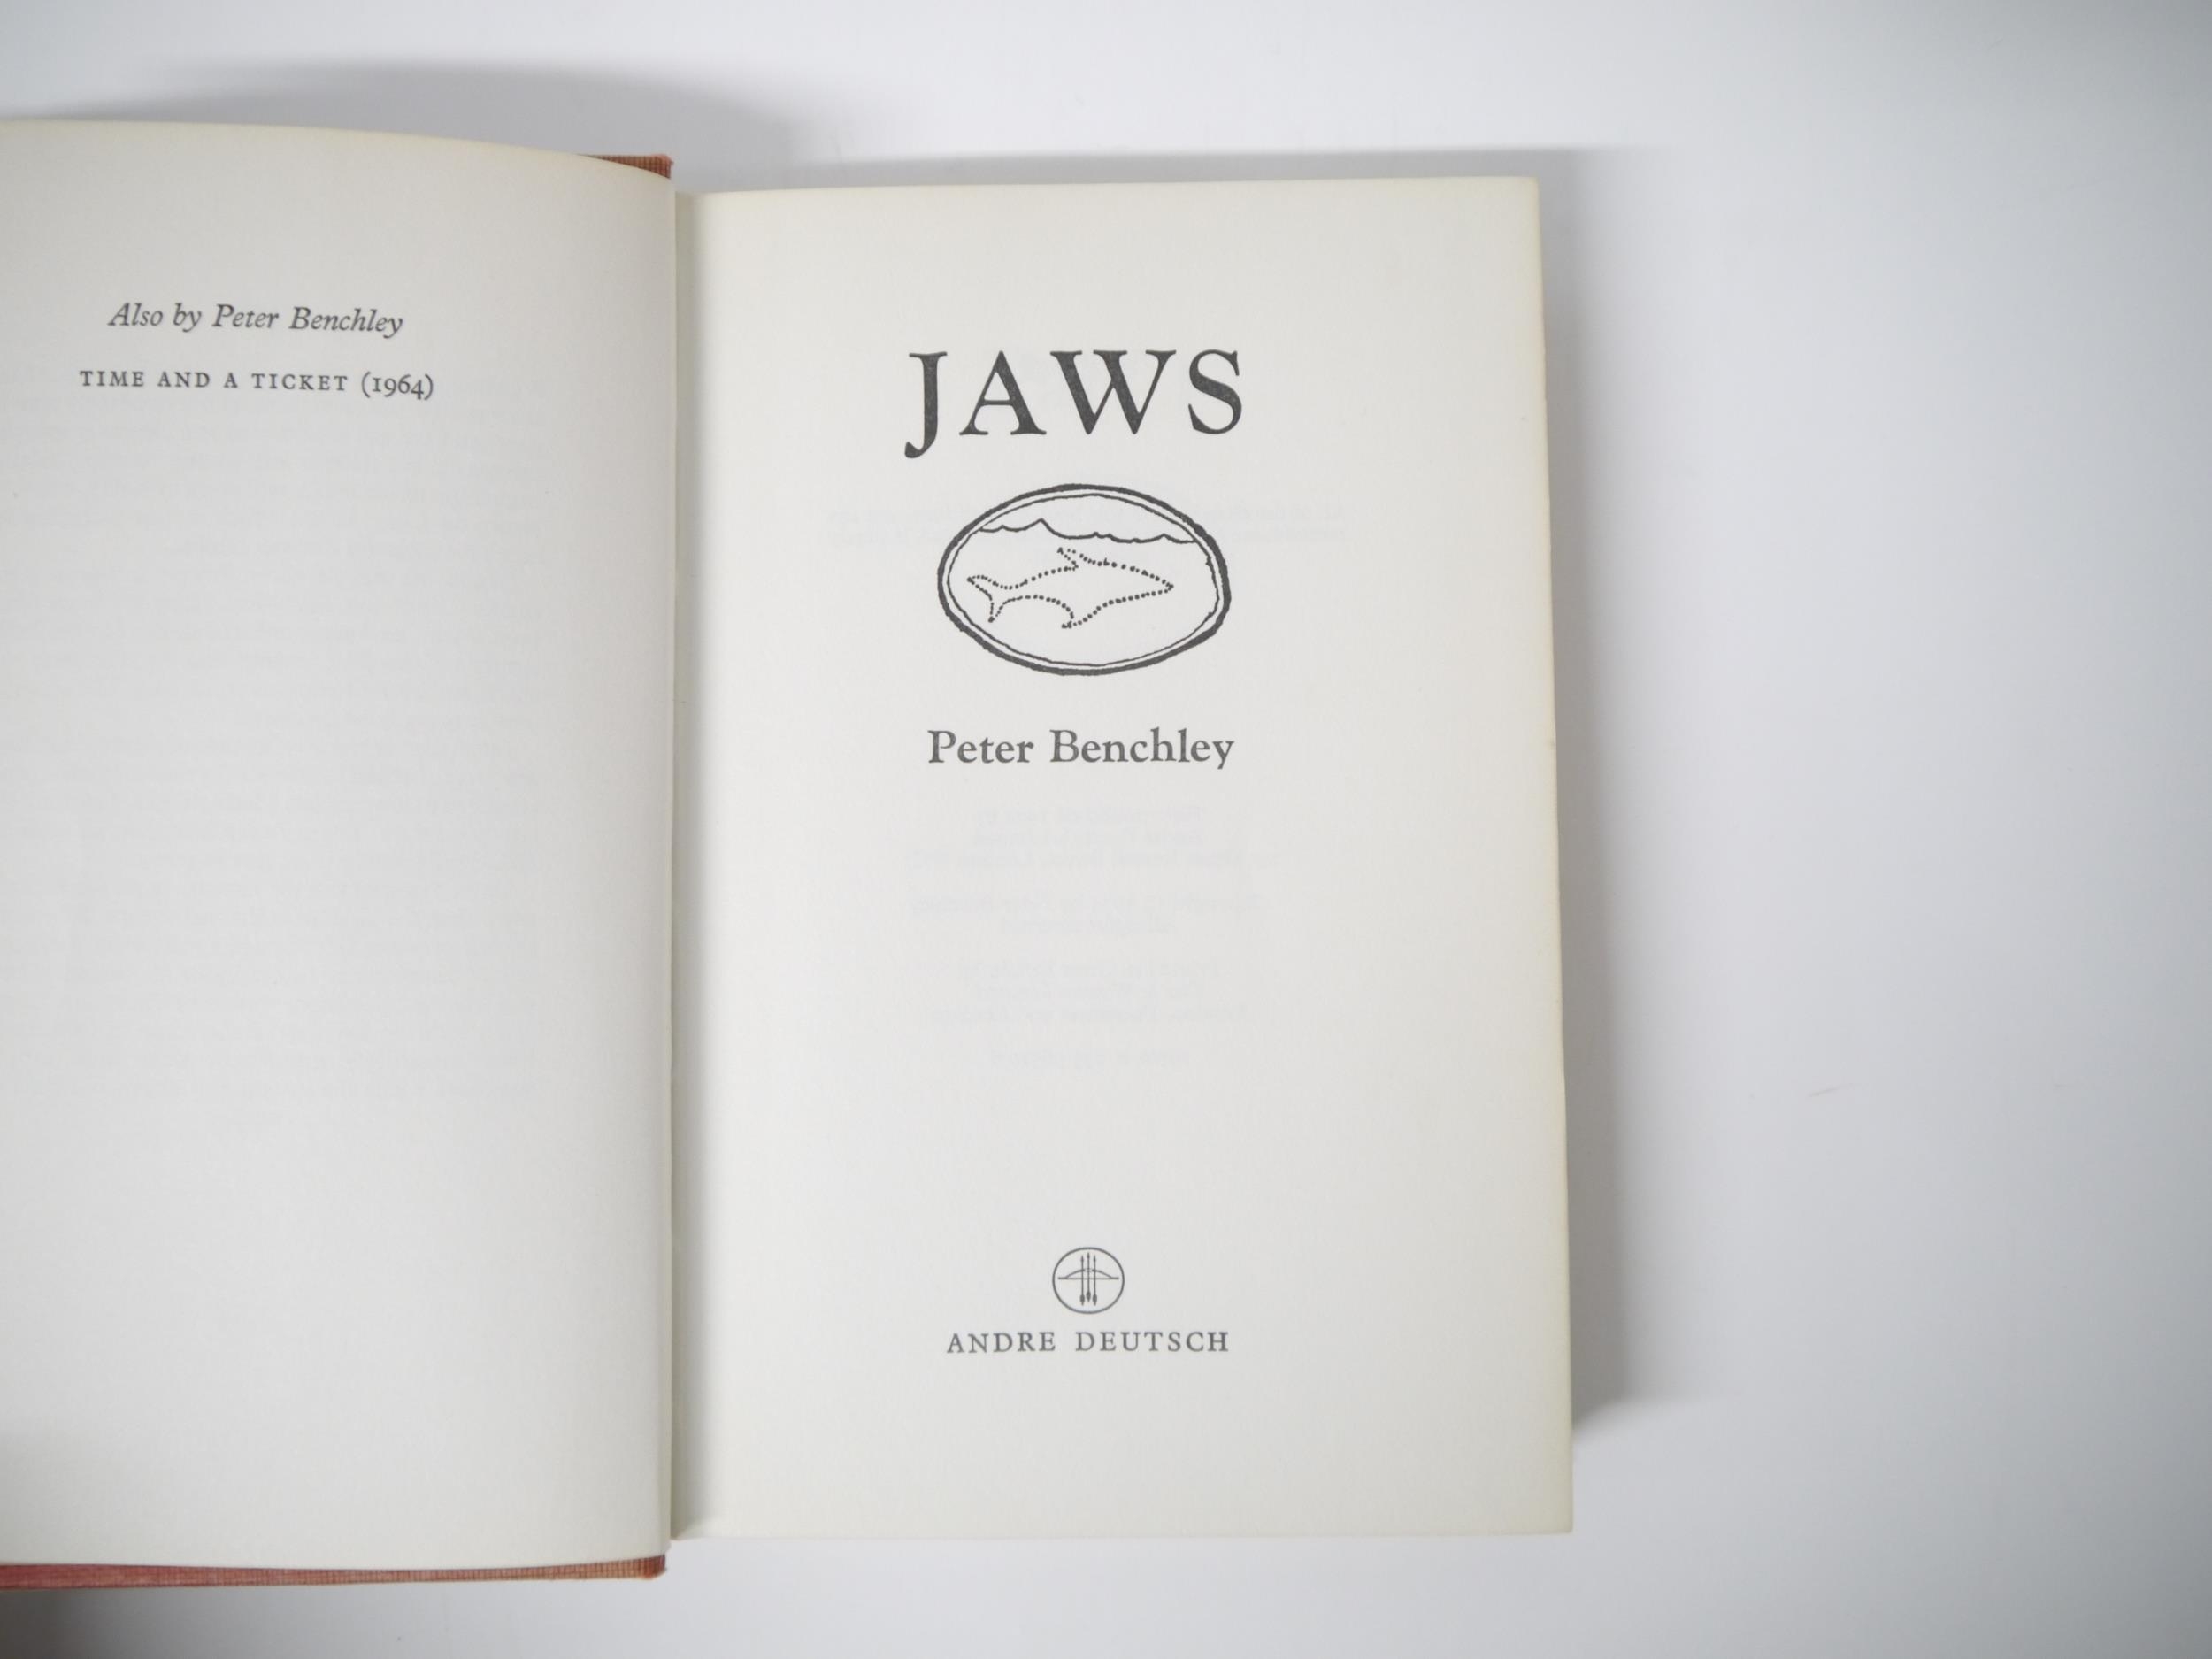 Also by Peter Benchley
TIME AND A TICKET (1964)
JAWS
Peter Benchley
ANDRE DEUTSCH